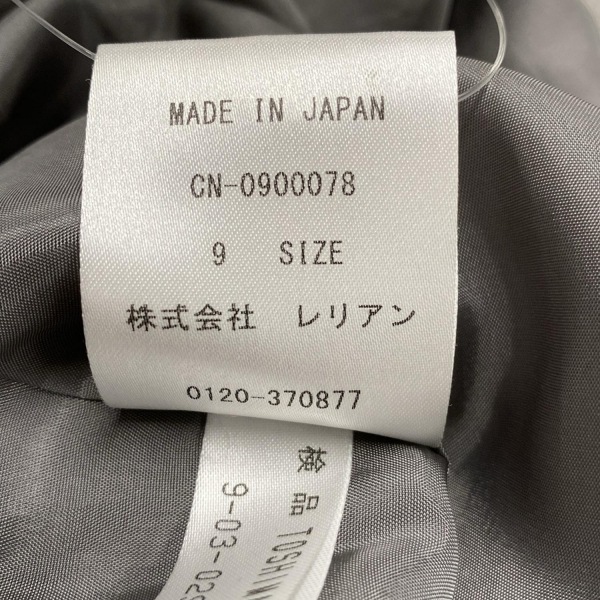 MADE IN JAPAN
CN-0900078
9 SIZE
株式会社 レリアン
0120-370877
検品